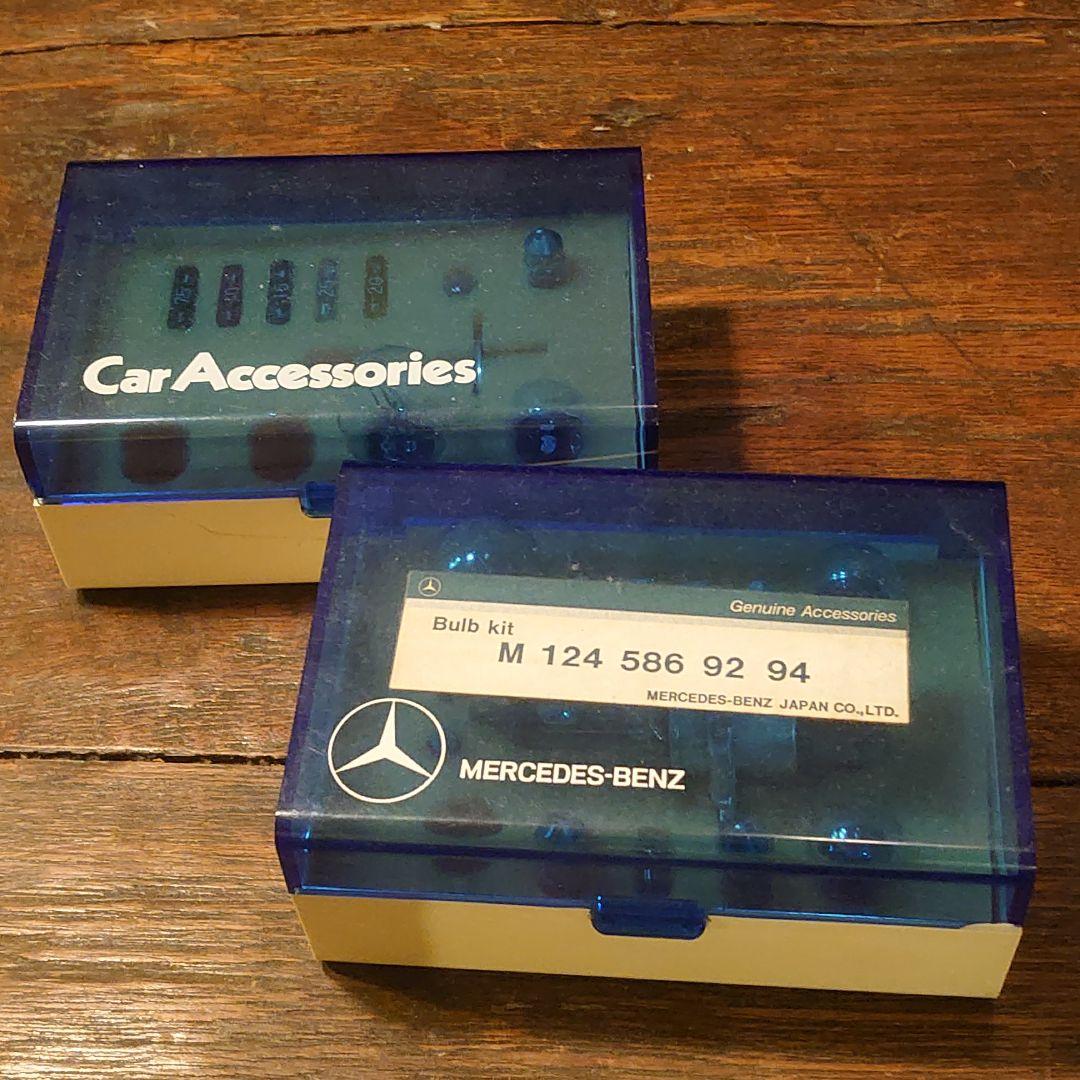 Car Accessories
Genuine Accessories
Bulb kit
M 124 586 92 94
MERCEDES-BENZ JAPAN CO.,LTD.
MERCEDES-BENZ